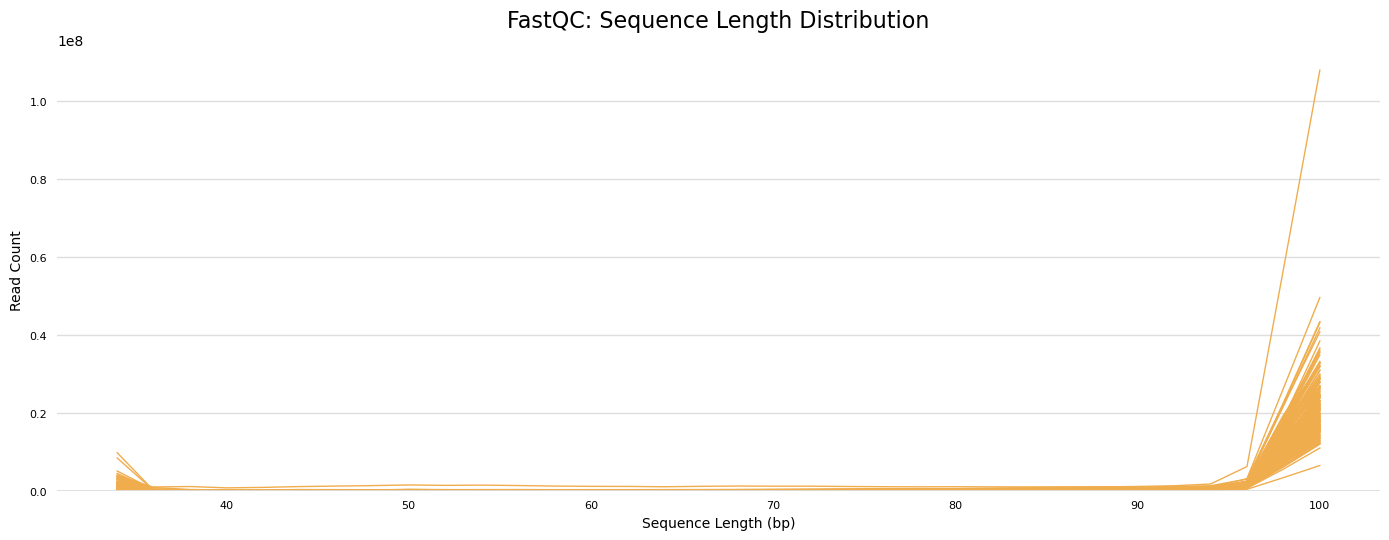 FastQC: Sequence Length Distribution
1e8
1.0
0.8
0.6
0.4
0.2
0.0
Read Count
40 50 60 70 80 90 100
Sequence Length (bp)